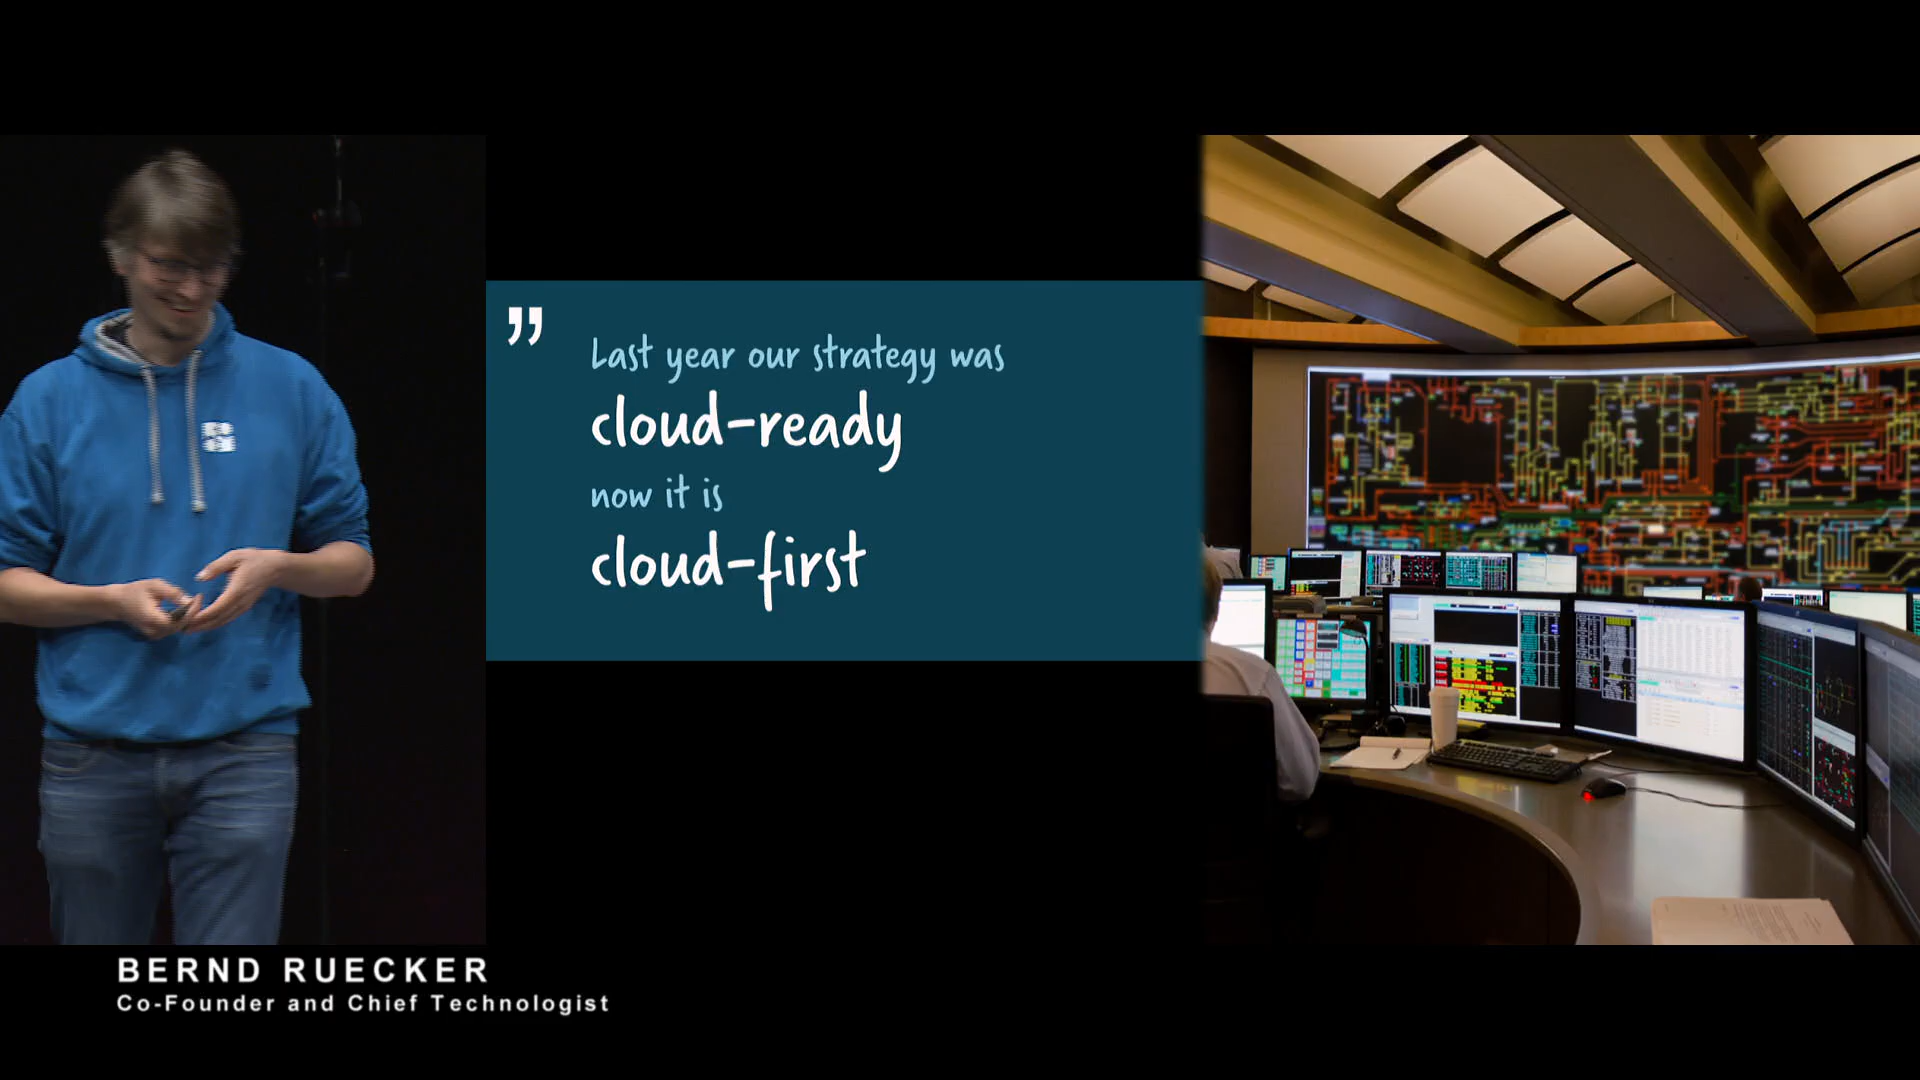 ”
Last year our strategy was
cloud-ready
now it is
cloud-first
BERND RUECKER
Co-Founder and Chief Technologist